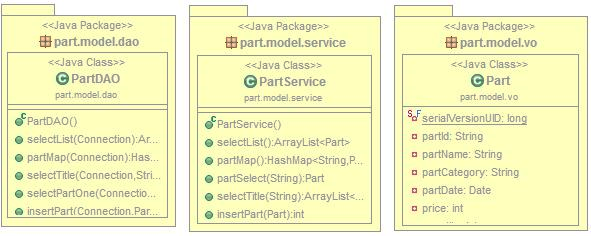 <<Java Package>>
part.model.dao
<<Java Class>>
PartDAO
part.model.dao
PartDAO()
selectList(Connection):Ar...
partMap(Connection):Has...
selectTitle(Connection,Stri...
selectPartOne(Connectio...
insertPart(Connection,Par...
<<Java Package>>
part.model.service
<<Java Class>>
PartService
part.model.service
PartService()
selectList():ArrayList<Part>
partMap():HashMap<String,P...
partSelect(String):Part
selectTitle(String):ArrayList<...
insertPart(Part):int
<<Java Package>>
part.model.vo
<<Java Class>>
Part
part.model.vo
serialVersionUID: long
partId: String
partName: String
partCategory: String
partDate: Date
price: int